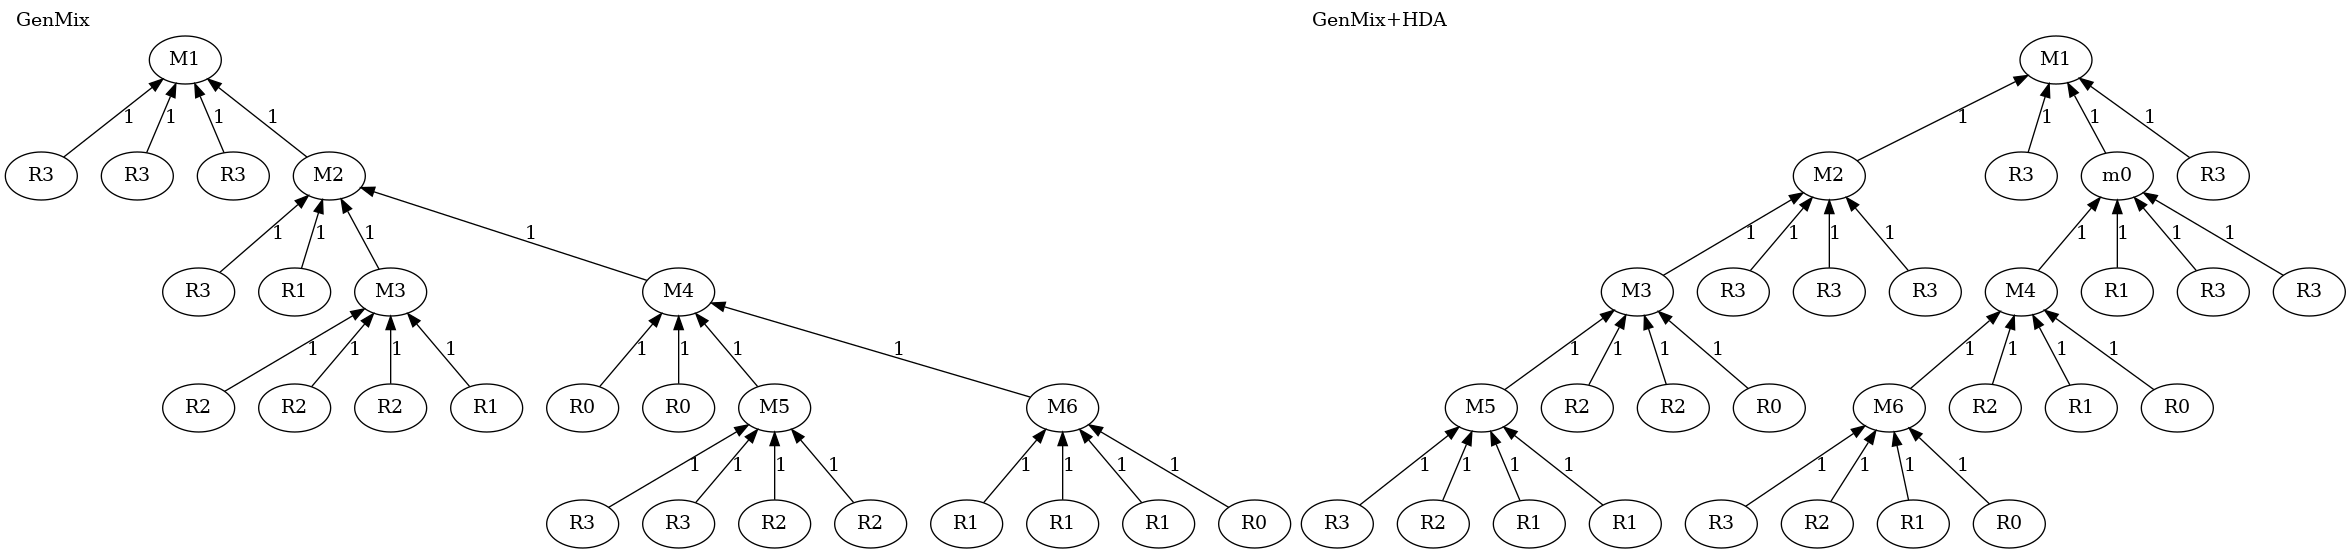 GenMix GenMix+HDA
M1 M1
1 1 1 1 1 1 1 1
R3 R3 R3 M2 M2 R3 m0 R3
1 1 1 1 1 1 1 1 1 1 1 1
R3 R1 M3 M4 M3 R3 R3 R3 M4 R1 R3 R3
1 1 1 1 1 1 1 1 1 1 1 1 1 1 1 1
R2 R2 R2 R1 R0 R0 M5 M6 M5 R2 R2 R0 M6 R2 R1 R0
1 1 1 1 1 1 1 1 1 1 1 1 1 1 1 1
R3 R3 R2 R2 R1 R1 R1 R0 R3 R2 R1 R1 R3 R2 R1 R0